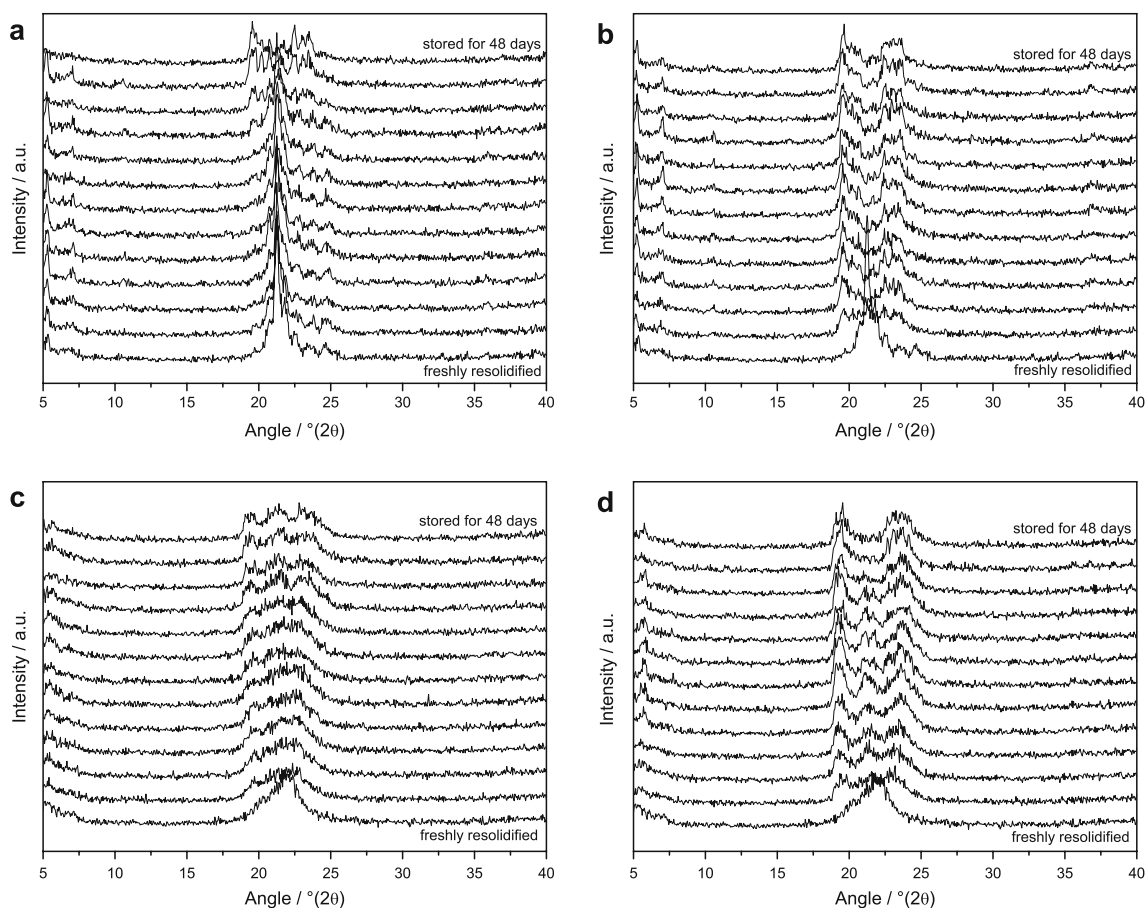 a
stored for 48 days
freshly resolidified
Intensity / a.u.
5 10 15 20 25 30 35 40
Angle / °(2θ)
b
stored for 48 days
freshly resolidified
Intensity / a.u.
5 10 15 20 25 30 35 40
Angle / °(2θ)
c
stored for 48 days
freshly resolidified
Intensity / a.u.
5 10 15 20 25 30 35 40
Angle / °(2θ)
d
stored for 48 days
freshly resolidified
Intensity / a.u.
5 10 15 20 25 30 35 40
Angle / °(2θ)